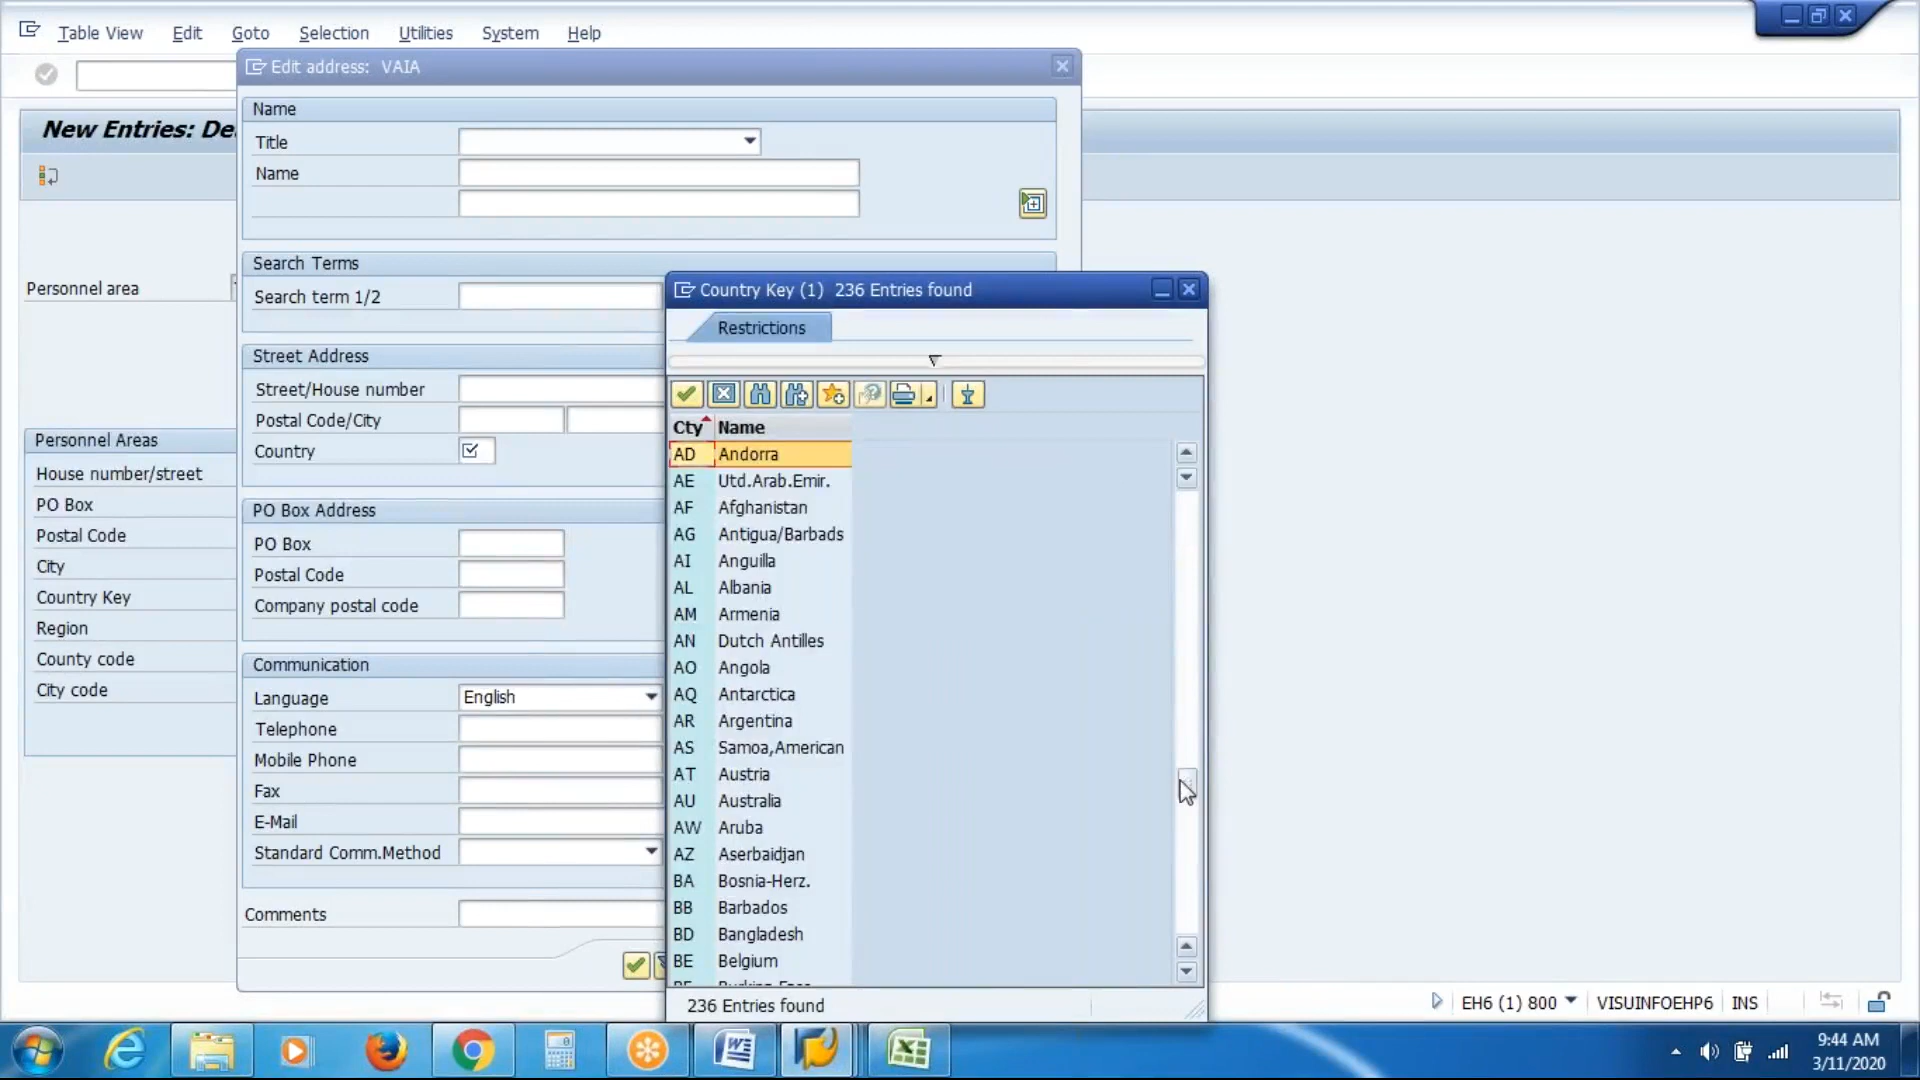 Table View Edit Goto Selection Utilities System Help
Edit address: VAIA
New Entries: De
Name
Title
Name
Search Terms
Search term 1/2
Personnel area
Street Address
Street/House number
Postal Code/City
Country
Personnel Areas
House number/street
PO Box
Postal Code
City
Country Key
Region
County code
City code
PO Box Address
PO Box
Postal Code
Company postal code
Communication
Language English
Telephone
Mobile Phone
Fax
E-Mail
Standard Comm.Method
Comments
Country Key (1) 236 Entries found
Restrictions
Cty Name
AD Andorra
AE Utd.Arab.Emir.
AF Afghanistan
AG Antigua/Barbads
AI Anguilla
AL Albania
AM Armenia
AN Dutch Antilles
AO Angola
AQ Antarctica
AR Argentina
AS Samoa,American
AT Austria
AU Australia
AW Aruba
AZ Aserbaidjan
BA Bosnia-Herz.
BB Barbados
BD Bangladesh
BE Belgium
236 Entries found
EH6 (1) 800 VISUINFOEHP6 INS
9:44 AM
3/11/2020